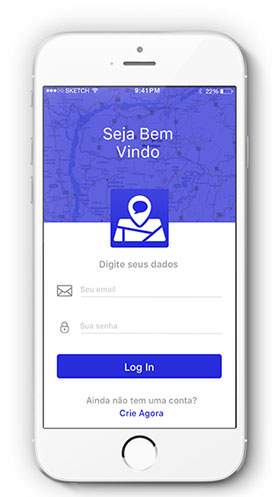 SKETCH 9:41PM 22%
Seja Bem
Vindo
Digite seus dados
Seu email
Sua senha
Log In
Ainda não tem uma conta?
Crie Agora